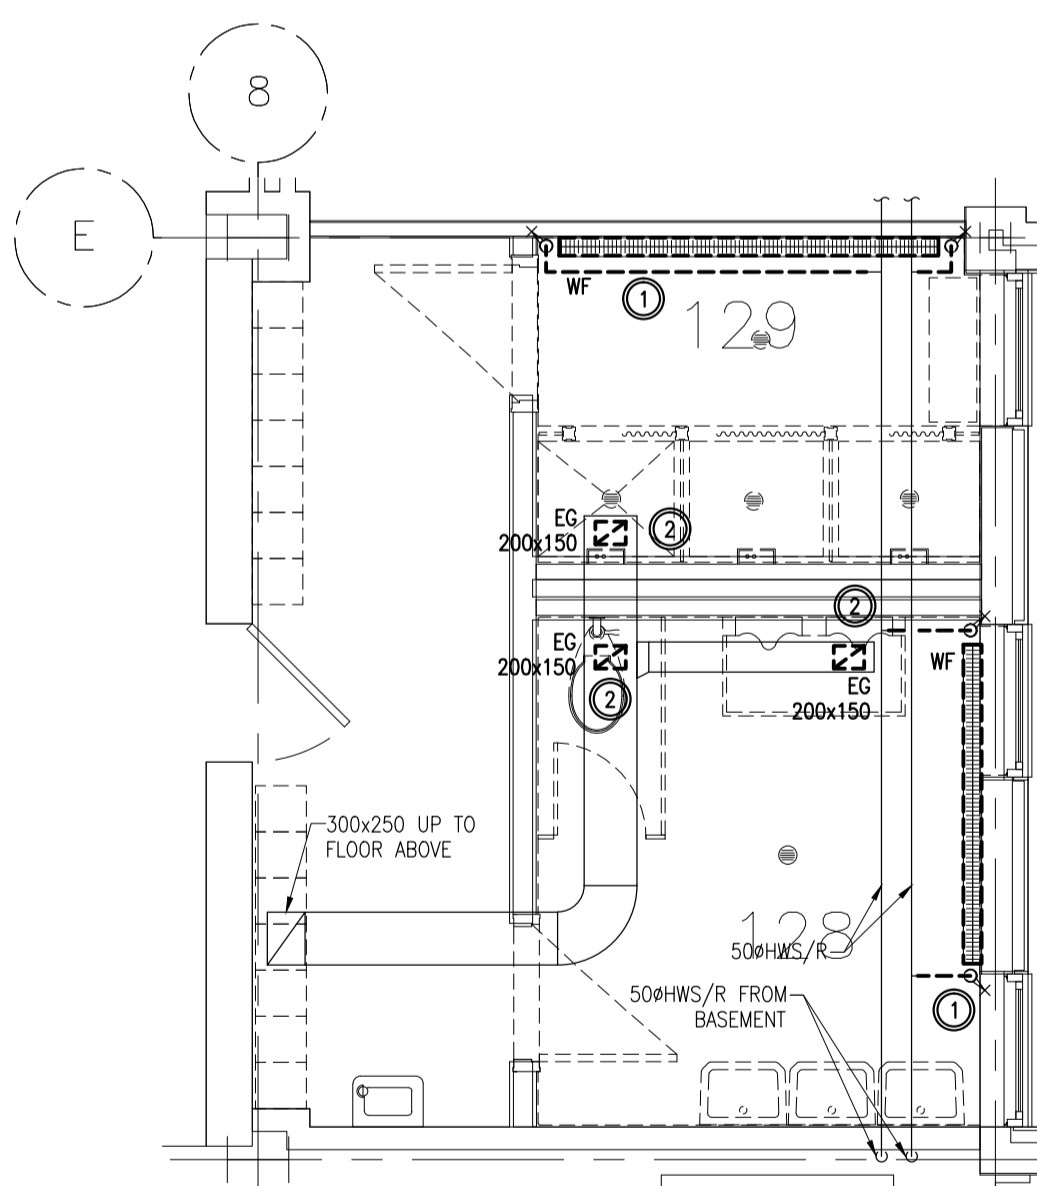 8
E
WF
1
129
EG
200x150
2
2
EG
200x150
WF
EG
200x150
2
300x250 UP TO
FLOOR ABOVE
128
50øHWS/R
50øHWS/R FROM
BASEMENT
1